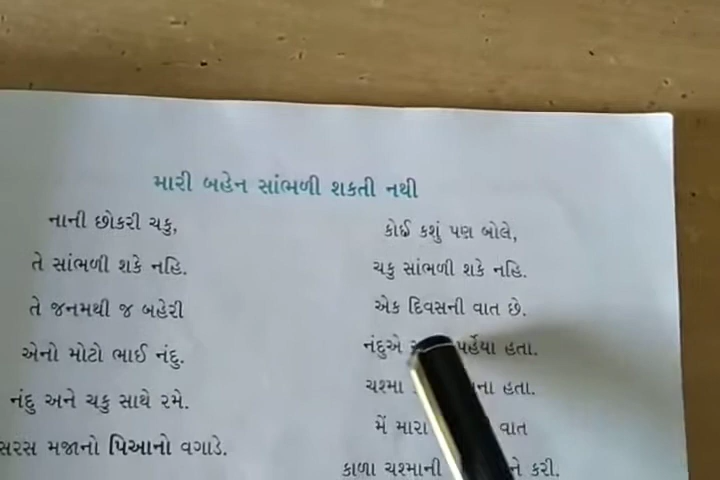 મારી બહેન સાંભળી શકતી નથી
નાની છોકરી ચકુ,
તે સાંભળી શકે નહિ.
તે જનમથી જ બહેરી
એનો મોટો ભાઈ નંદુ.
નંદુ અને ચકુ સાથે રમે.
સરસ મજાનો પિઆનો વગાડે.
કોઈ કશું પણ બોલે,
ચકુ સાંભળી શકે નહિ.
એક દિવસની વાત છે.
નંદુએ પહેર્યા હતા.
ચશ્મા હતા.
મેં મારા વાત
કાળા ચશ્માની કરી.